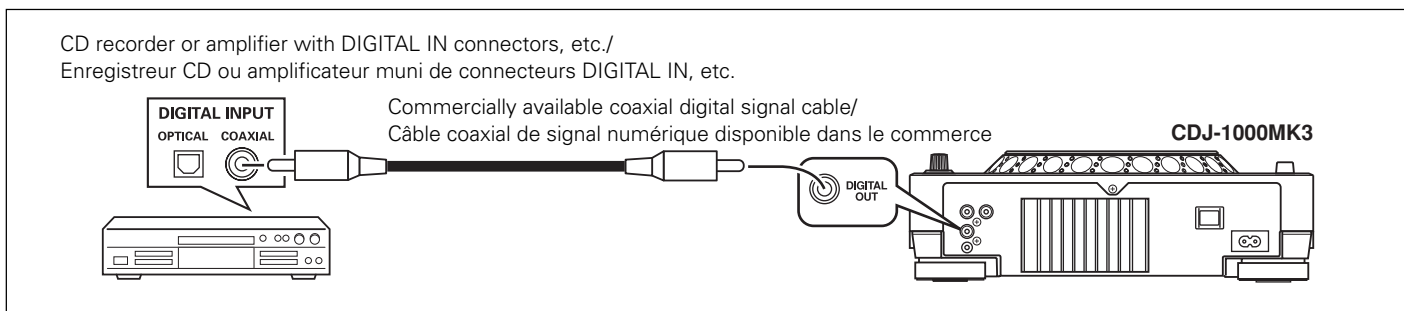 CD recorder or amplifier with DIGITAL IN connectors, etc./
Enregistreur CD ou amplificateur muni de connecteurs DIGITAL IN, etc.
DIGITAL INPUT
OPTICAL COAXIAL
Commercially available coaxial digital signal cable/
Câble coaxial de signal numérique disponible dans le commerce
CDJ-1000MK3
DIGITAL
OUT